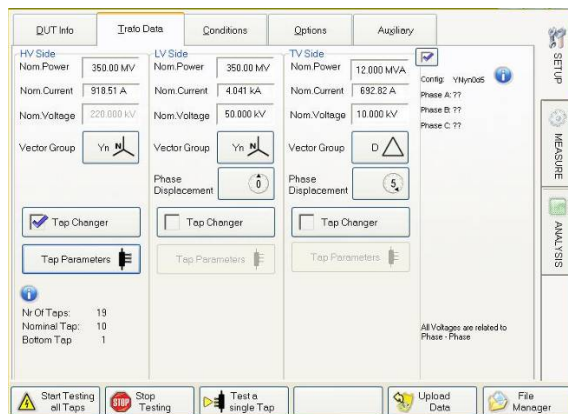 DUT Info
Trafo Data
Conditions
Options
Auxiliary
HV Side
Nom.Power 350.00 MV
Nom.Current 918.51 A
Nom.Voltage 220.000 kV
Vector Group Yn N
Tap Changer
Tap Parameters
Nr Of Taps: 19
Nominal Tap: 10
Bottom Tap 1
LV Side
Nom.Power 350.00 MV
Nom.Current 4.041 kA
Nom.Voltage 50.000 kV
Vector Group Yn N
Phase
Displacement 0
Tap Changer
Tap Parameters
TV Side
Nom.Power 12.000 MVA
Nom.Current 692.82 A
Nom.Voltage 10.000 kV
Vector Group D
Phase
Displacement 5
Tap Changer
Tap Parameters
Config: YNyn0d5
Phase A: ??
Phase B: ??
Phase C: ??
All Voltages are related to
Phase - Phase
SETUP
MEASURE
ANALYSIS
Start Testing
all Taps
STOP
Stop
Testing
Test a
single Tap
Upload
Data
File
Manager